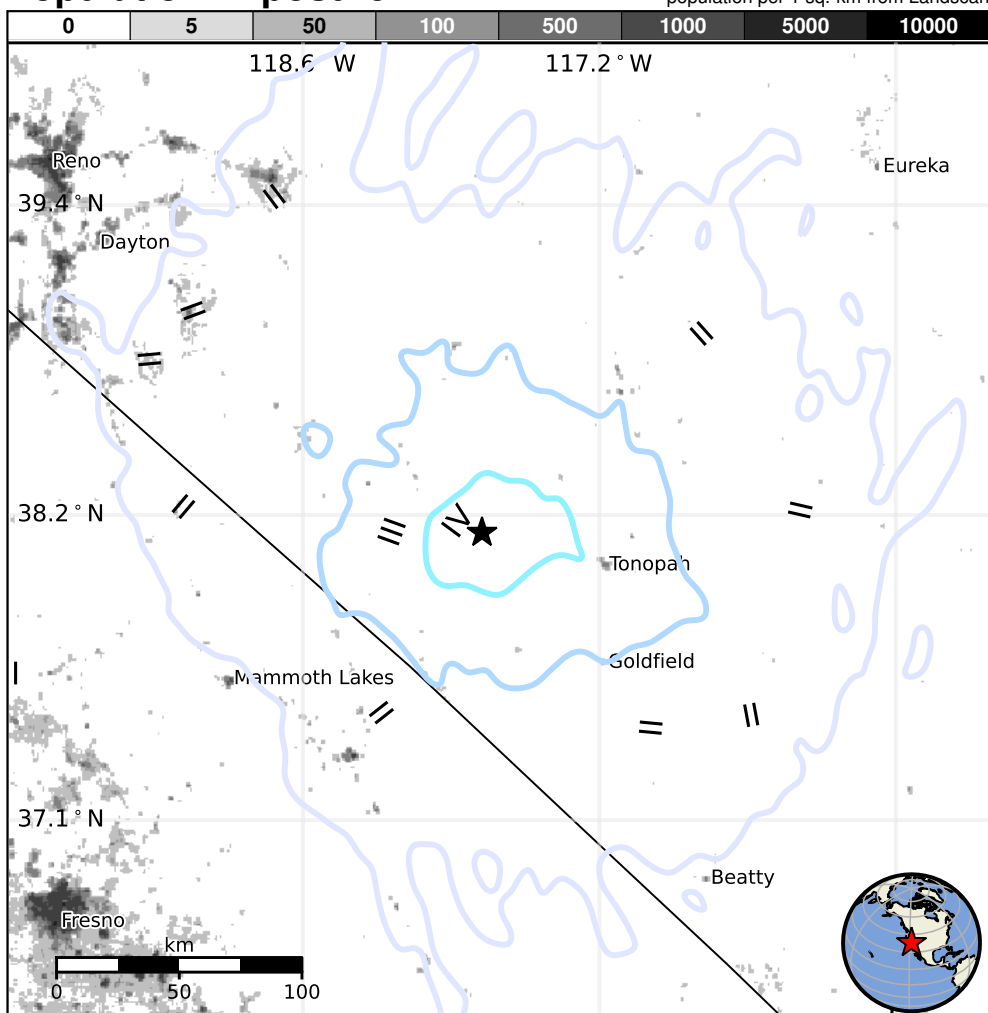 0 5 50 100 500 1000 5000 10000
118.6° W 117.2° W
Reno
Eureka
II
39.4° N
Dayton
II
II
II
38.2° N
II
III
IV
II
Tonopah
Goldfield
I
Mammoth Lakes
II
II
II
37.1° N
Beatty
Fresno
km
0 50 100